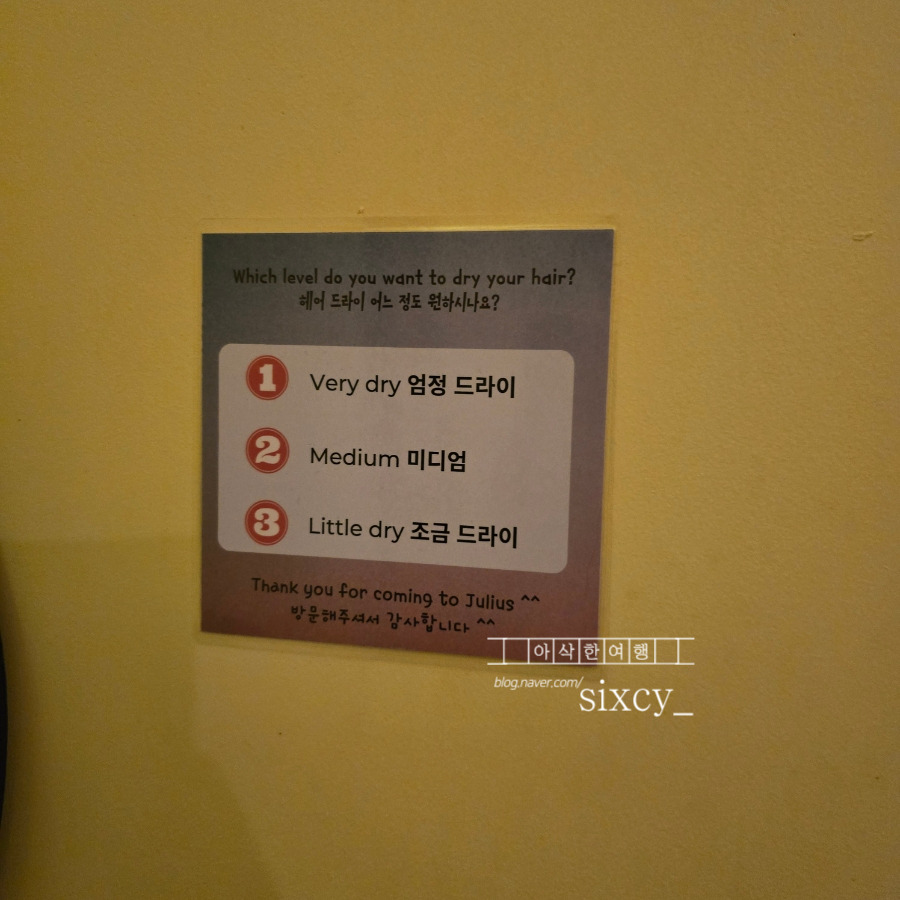 Which level do you want to dry your hair?
헤어 드라이 어느 정도 원하시나요?
1 Very dry 엄정 드라이
2 Medium 미디엄
3 Little dry 조금 드라이
Thank you for coming to Julius ^^
방문해주셔서 감사합니다 ^^
아삭한여행
blog.naver.com/
sixcy_